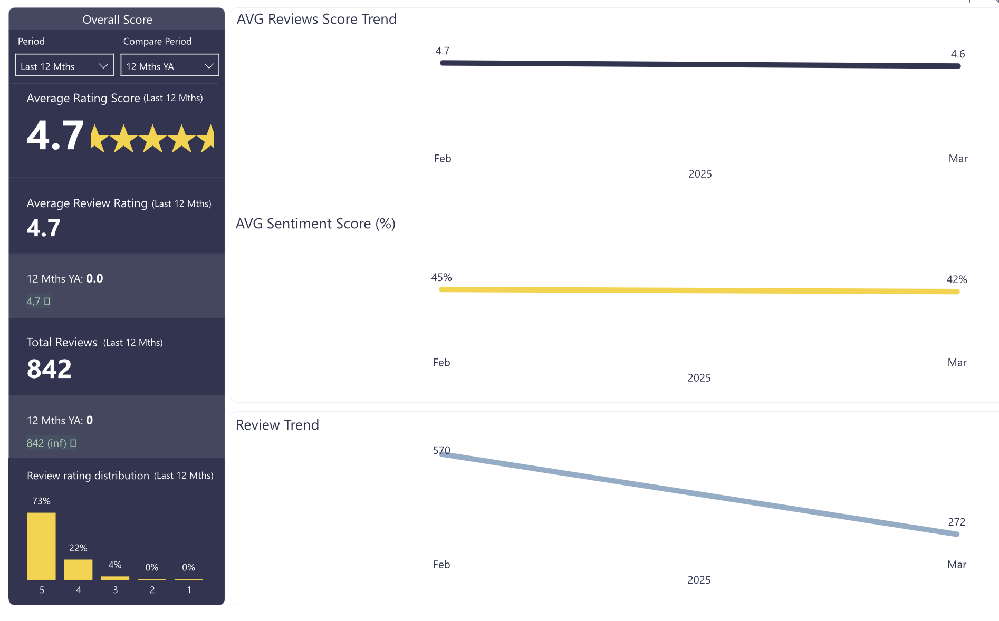 Overall Score
Period
Compare Period
Last 12 Mths
12 Mths YA
Average Rating Score (Last 12 Mths)
4.7
Average Review Rating (Last 12 Mths)
4.7
12 Mths YA: 0.0
4,7
Total Reviews (Last 12 Mths)
842
12 Mths YA: 0
842 (inf)
Review rating distribution (Last 12 Mths)
73%
22%
4%
0%
0%
5
4
3
2
1
AVG Reviews Score Trend
4.7
4.6
Feb
Mar
2025
AVG Sentiment Score (%)
45%
42%
Feb
Mar
2025
Review Trend
570
272
Feb
Mar
2025